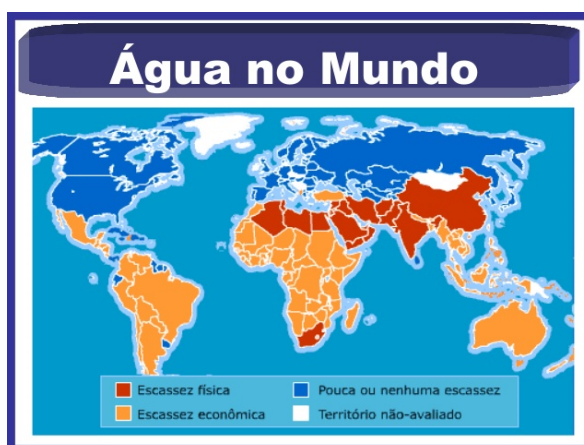 Água no Mundo
Escassez física
Pouca ou nenhuma escassez
Escassez econômica
Território não-avaliado